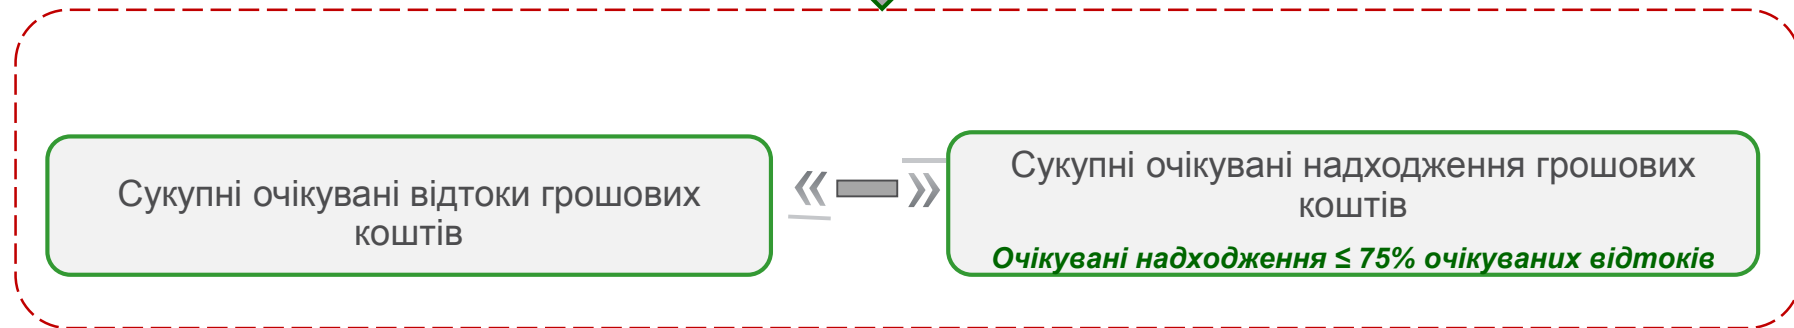 Сукупні очікувані відтоки грошових
коштів
Сукупні очікувані надходження грошових
коштів
Очікувані надходження ≤ 75% очікуваних відтоків